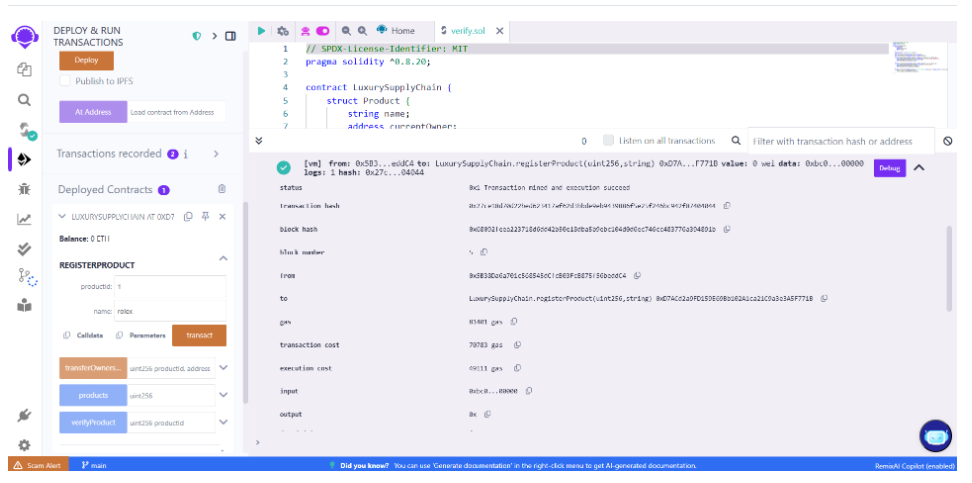 DEPLOY & RUN
TRANSACTIONS
Deploy
Publish to IPFS
At Address
Load contract from Address
Transactions recorded 2 i
Deployed Contracts 1
LUXURYSUPPLYCHAIN AT 0XD7
Balance: 0 ETH
REGISTERPRODUCT
productId: 1
name: rolex
Calldata
Parameters
transact
transferOwners...
uint256 productId, address
products
uint256
verifyProduct
uint256 productId
Home
verify.sol
1 // SPDX-License-Identifier: MIT
2 pragma solidity ^0.8.20;
3
4 contract LuxurySupplyChain {
5 struct Product {
6 string name;
7 address currentOwner;
0
Listen on all transactions
Filter with transaction hash or address
[vm] from: 0x5B3...eddC4 to: LuxurySupplyChain.registerProduct(uint256,string) 0xD7A...F771B value: 0 wei data: 0xbc0...00000
logs: 1 hash: 0x27c...04044
Debug
status 0x1 Transaction mined and execution succeed
transaction hash
block hash
block number
from
to LuxurySupplyChain.registerProduct(uint256,string)
gas
transaction cost 70783 gas
execution cost 49111 gas
input 0xbc0...00000
output 0x
Scam Alert
main
Did you know? You can use 'Generate documentation' in the right-click menu to get AI-generated documentation.
RemixAI Copilot (enabled)